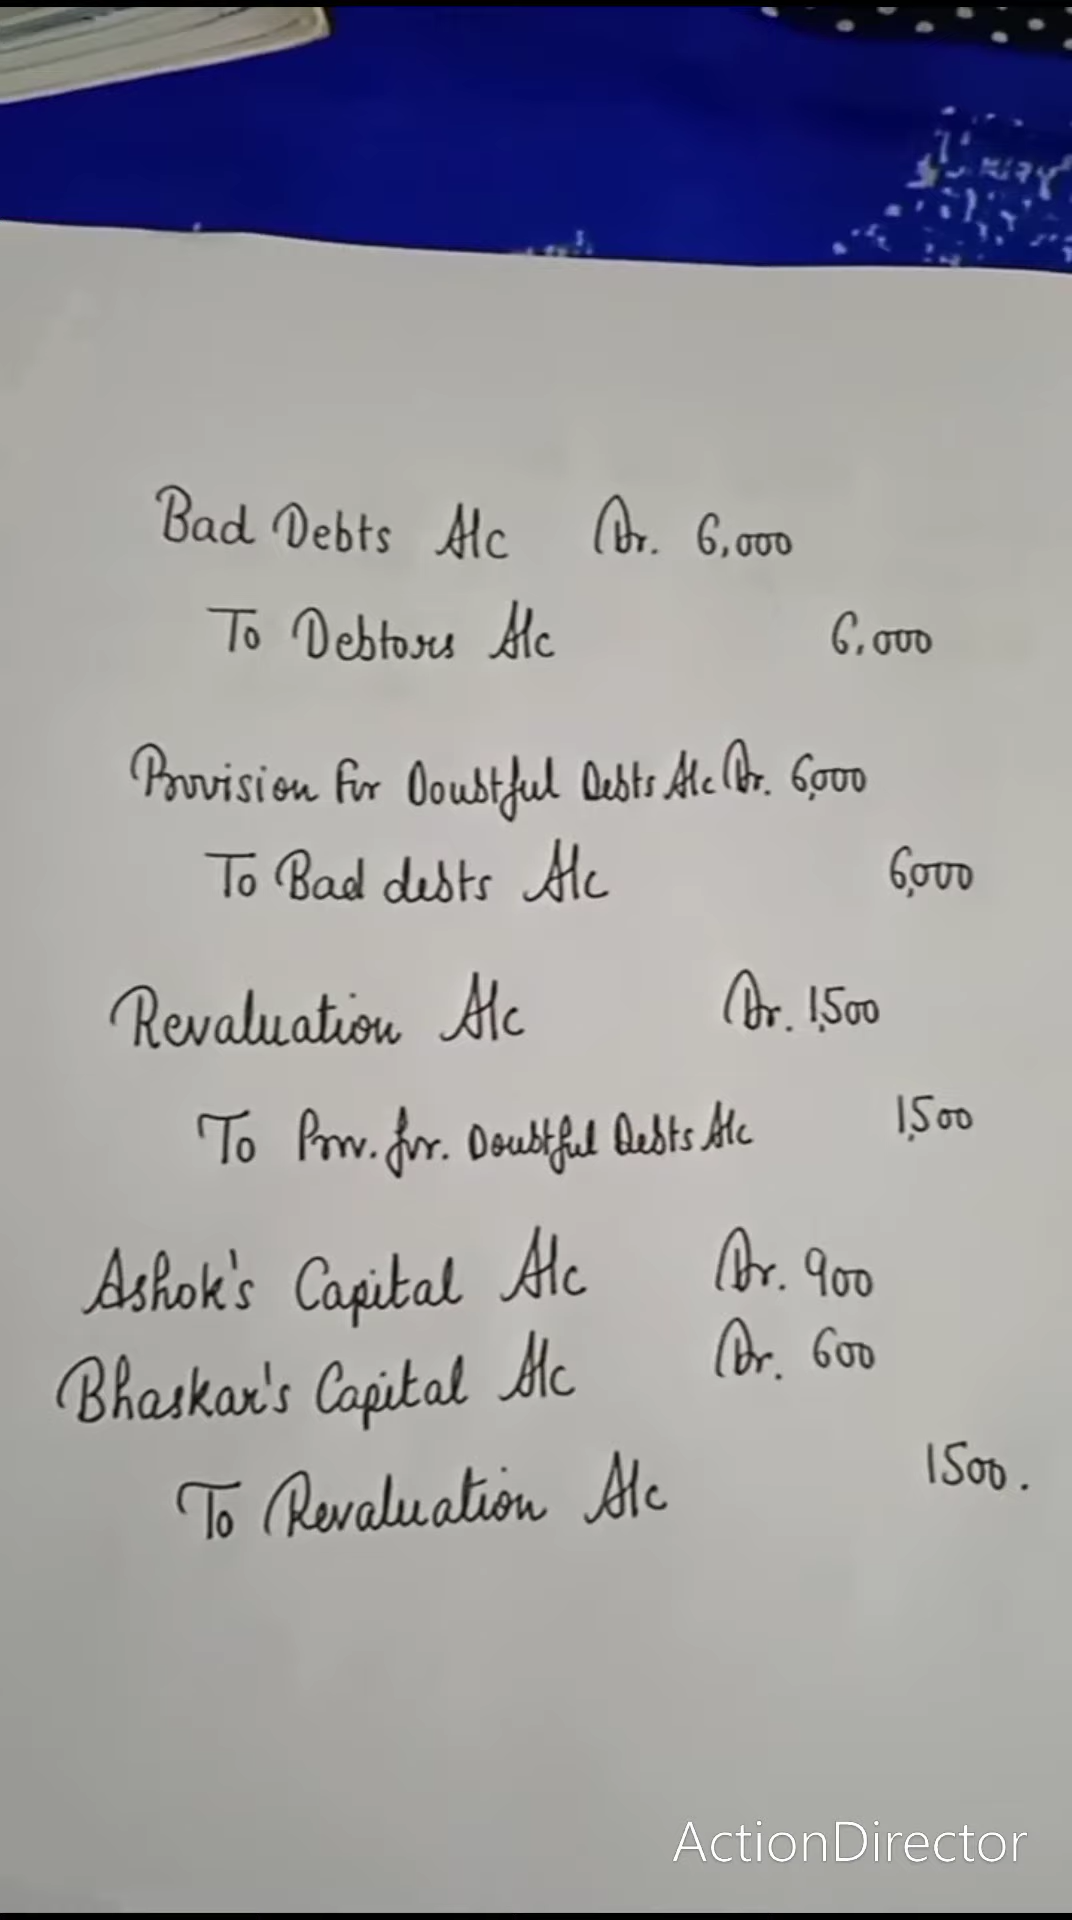 Bad Debts A/c Dr. 6,000
To Debtors A/c 6,000
Provision for Doubtful Debts A/c Dr. 6,000
To Bad debts A/c 6,000
Revaluation A/c Dr. 1,500
To Prov. for. Doubtful Debts A/c 1,500
Ashok's Capital A/c Dr. 900
Bhaskar's Capital A/c Dr. 600
To Revaluation A/c 1500.
ActionDirector